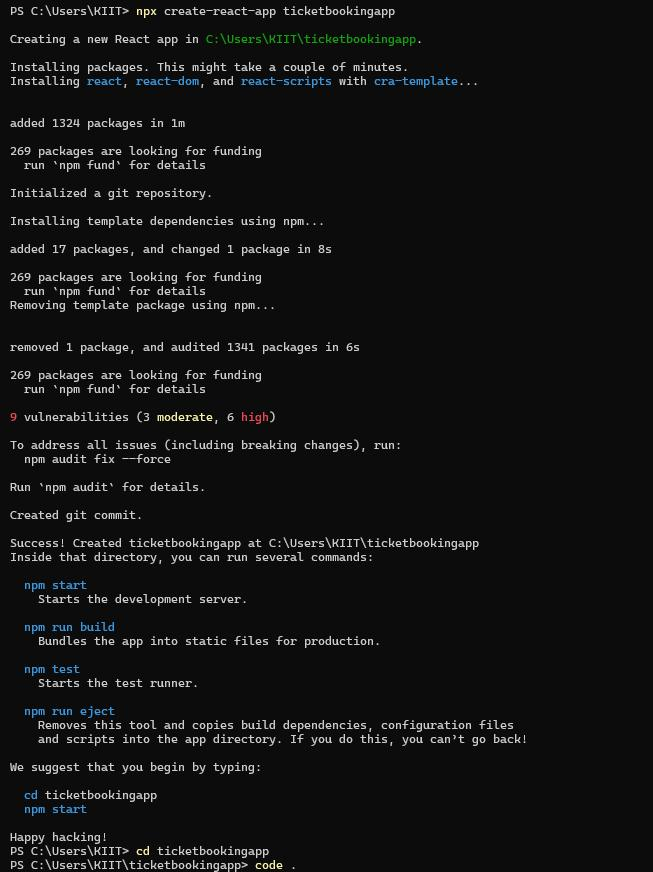 PS C:\Users\KIIT> npx create-react-app ticketbookingapp
Creating a new React app in C:\Users\KIIT\ticketbookingapp.
Installing packages. This might take a couple of minutes.
Installing react, react-dom, and react-scripts with cra-template...
added 1324 packages in 1m
269 packages are looking for funding
  run `npm fund` for details
Initialized a git repository.
Installing template dependencies using npm...
added 17 packages, and changed 1 package in 8s
269 packages are looking for funding
  run `npm fund` for details
Removing template package using npm...
removed 1 package, and audited 1341 packages in 6s
269 packages are looking for funding
  run `npm fund` for details
9 vulnerabilities (3 moderate, 6 high)
To address all issues (including breaking changes), run:
  npm audit fix --force
Run `npm audit` for details.
Created git commit.
Success! Created ticketbookingapp at C:\Users\KIIT\ticketbookingapp
Inside that directory, you can run several commands:
  npm start
    Starts the development server.
  npm run build
    Bundles the app into static files for production.
  npm test
    Starts the test runner.
  npm run eject
    Removes this tool and copies build dependencies, configuration files
    and scripts into the app directory. If you do this, you can't go back!
We suggest that you begin by typing:
  cd ticketbookingapp
  npm start
Happy hacking!
PS C:\Users\KIIT> cd ticketbookingapp
PS C:\Users\KIIT\ticketbookingapp> code .